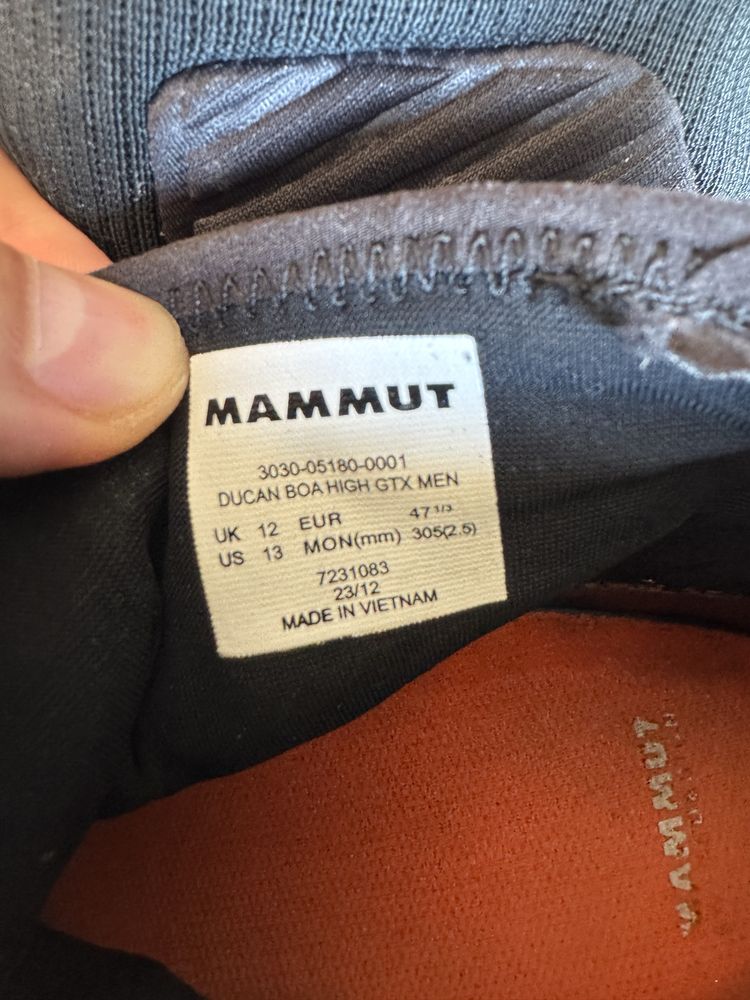 MAMMUT
3030-05180-0001
DUCAN BOA HIGH GTX MEN
UK 12 EUR 47 1/3
US 13 MON(mm) 305(2.5)
7231083
23/12
MADE IN VIETNAM
MAMMUT